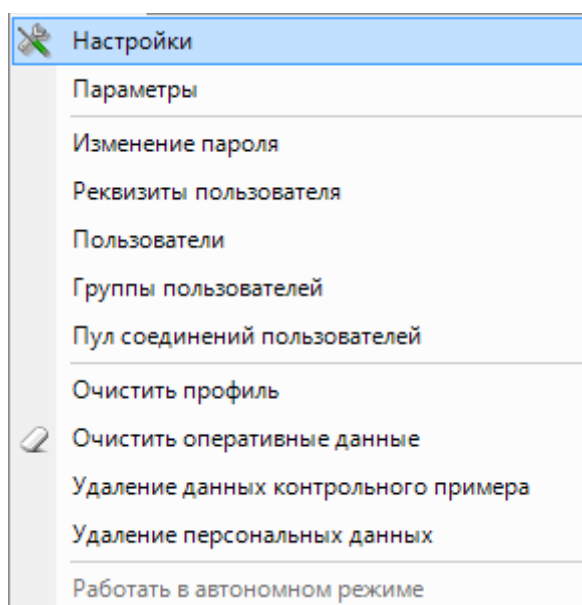 Настройки
Параметры
Изменение пароля
Реквизиты пользователя
Пользователи
Группы пользователей
Пул соединений пользователей
Очистить профиль
Очистить оперативные данные
Удаление данных контрольного примера
Удаление персональных данных
Работать в автономном режиме